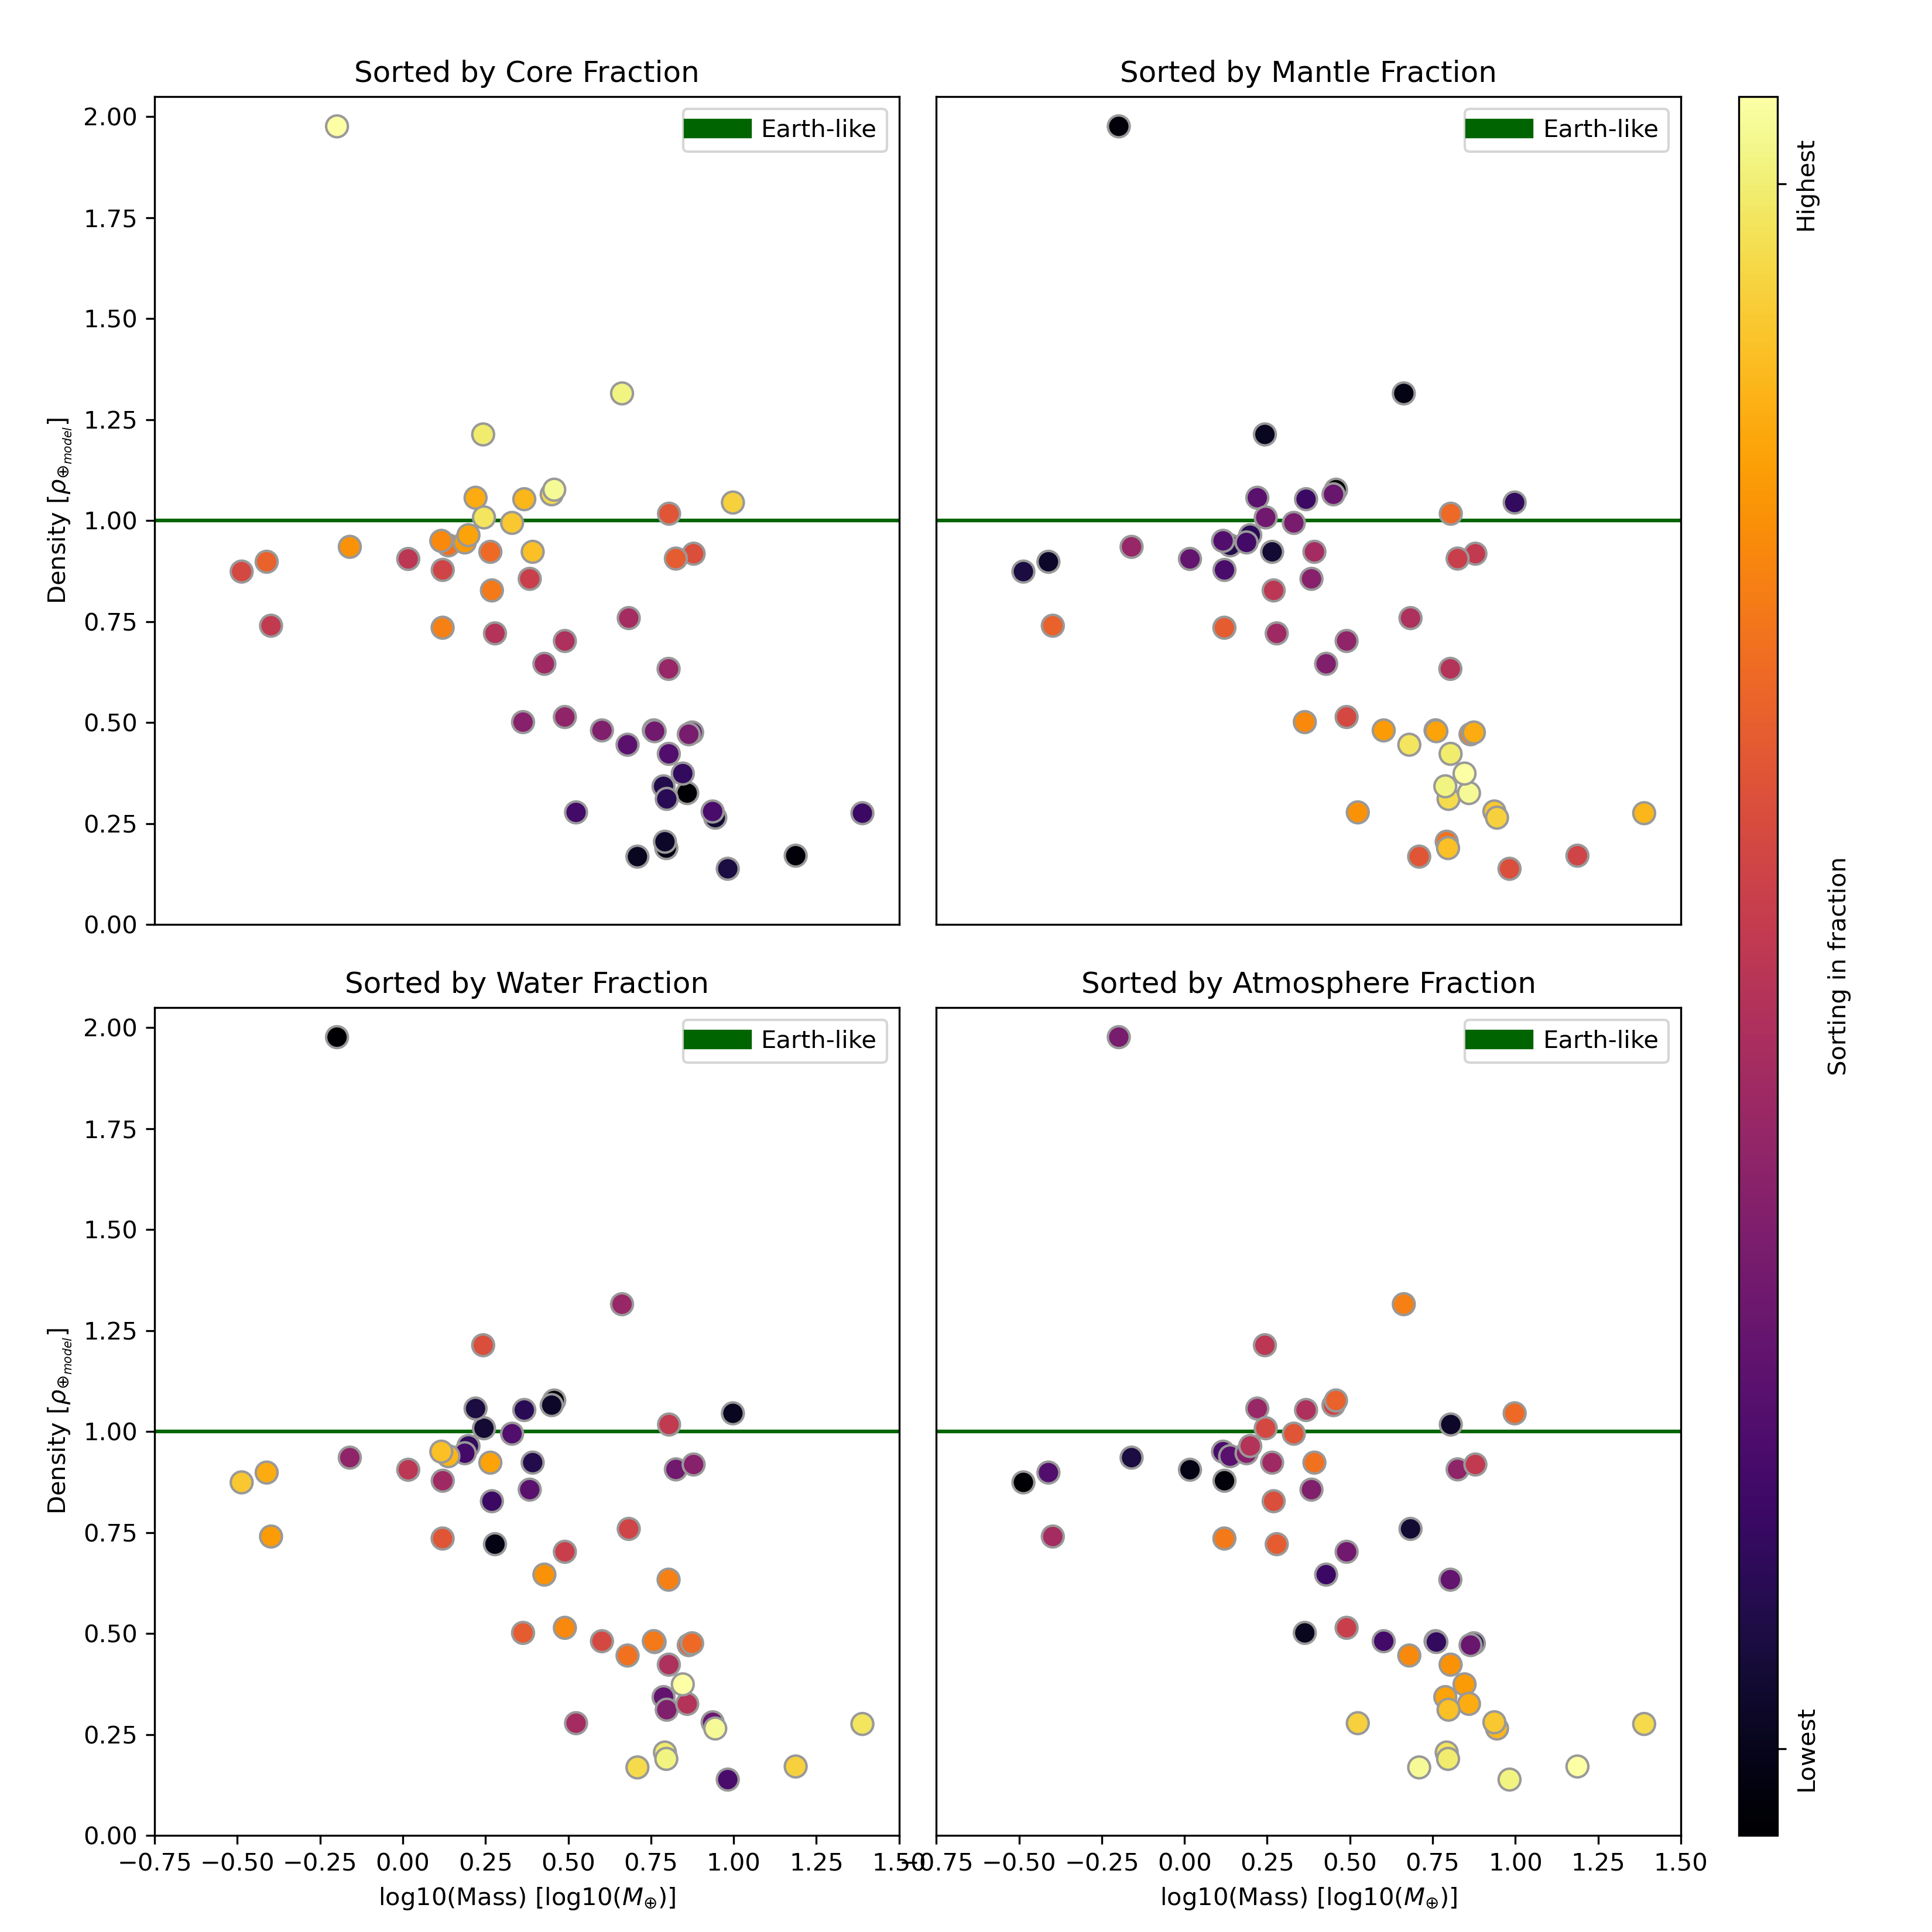 Sorted by Core Fraction
Sorted by Mantle Fraction
Earth-like
Earth-like
2.00
1.75
1.50
1.25
1.00
0.75
0.50
0.25
0.00
Density [ρ⊕model]
Sorted by Water Fraction
Sorted by Atmosphere Fraction
Earth-like
Earth-like
2.00
1.75
1.50
1.25
1.00
0.75
0.50
0.25
0.00
Density [ρ⊕model]
−0.75 −0.50 −0.25 0.00 0.25 0.50 0.75 1.00 1.25 1.50
−0.75 −0.50 −0.25 0.00 0.25 0.50 0.75 1.00 1.25 1.50
log10(Mass) [log10(M⊕)]
log10(Mass) [log10(M⊕)]
Highest
Lowest
Sorting in fraction